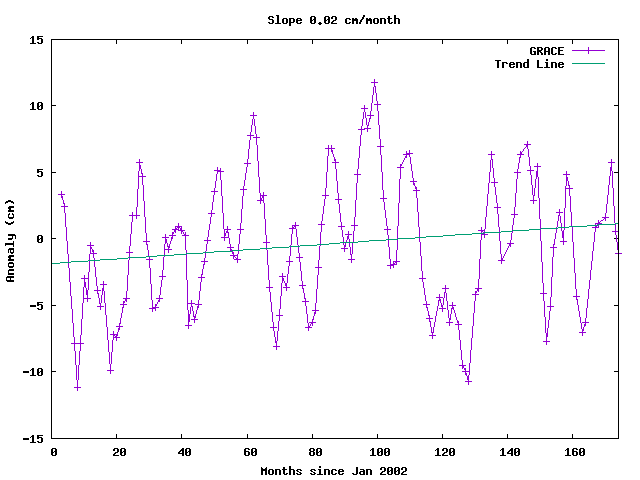 Slope 0.02 cm/month
GRACE
Trend Line
15
10
5
0
-5
-10
-15
Anomaly (cm)
0 20 40 60 80 100 120 140 160
Months since Jan 2002